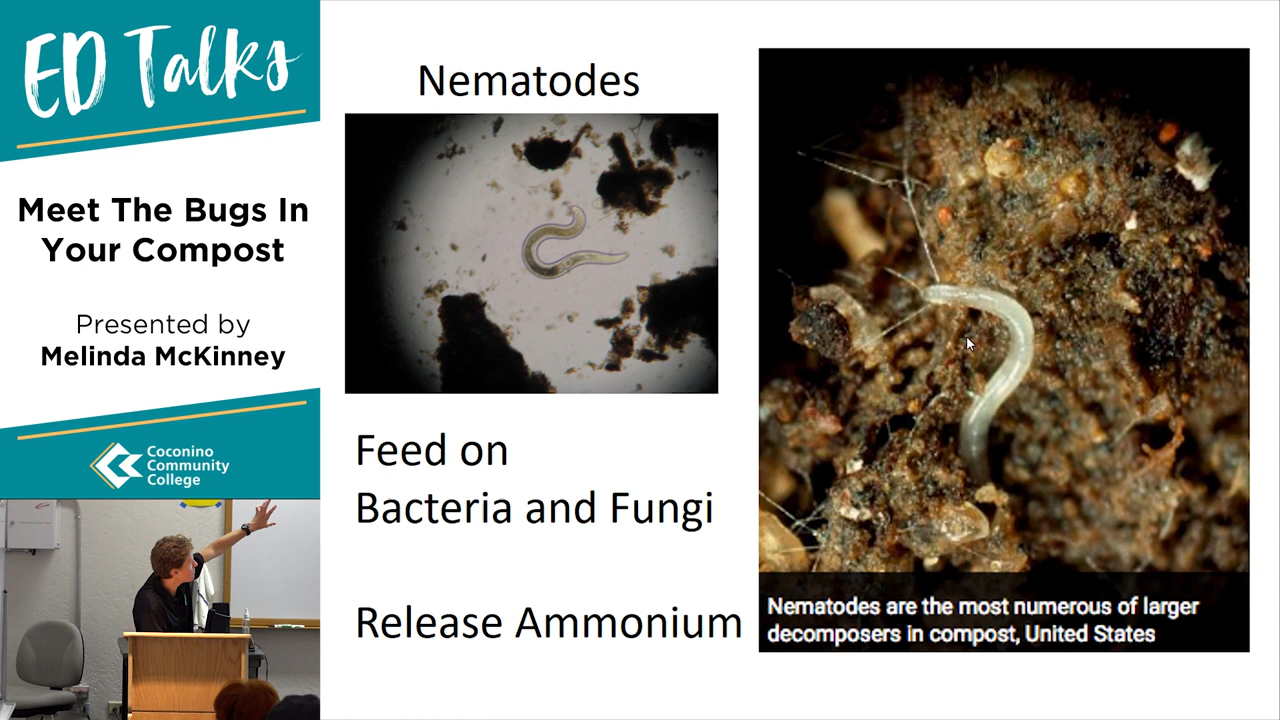 ED Talks
Meet The Bugs In
Your Compost
Presented by
Melinda McKinney
Coconino
Community
College
Nematodes
Feed on
Bacteria and Fungi
Release Ammonium
Nematodes are the most numerous of larger
decomposers in compost, United States